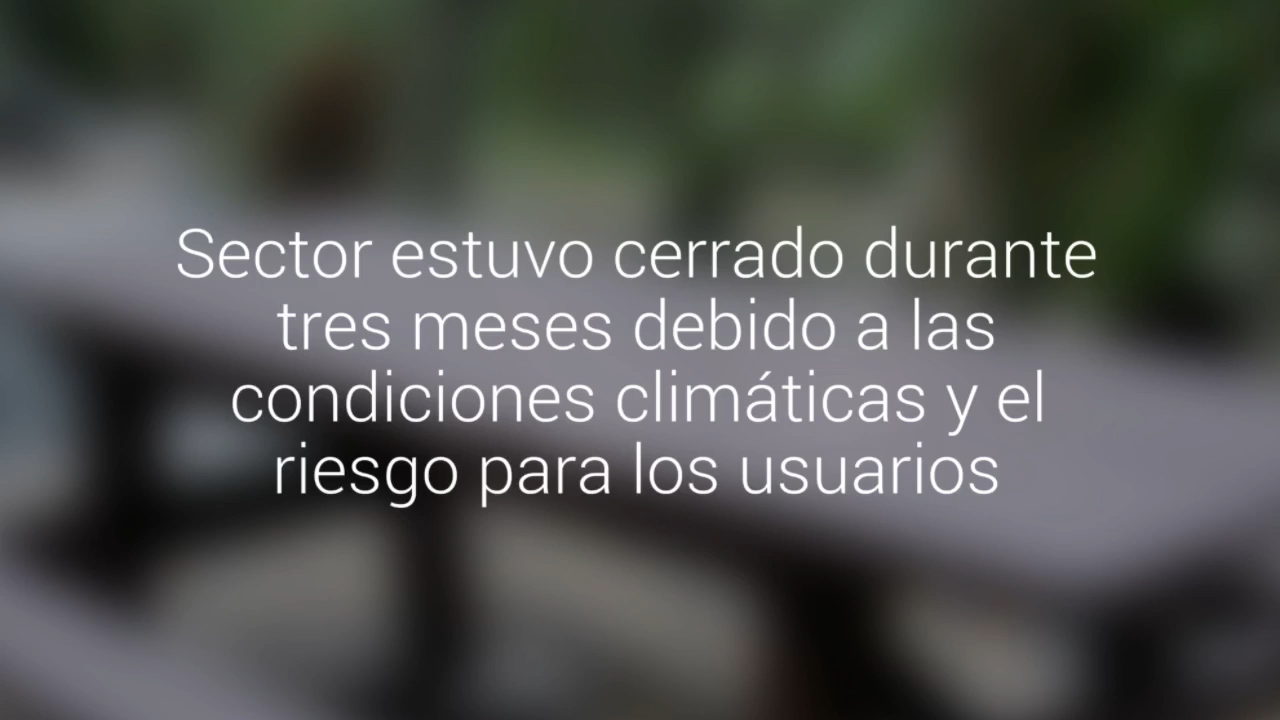 Sector estuvo cerrado durante
tres meses debido a las
condiciones climáticas y el
riesgo para los usuarios